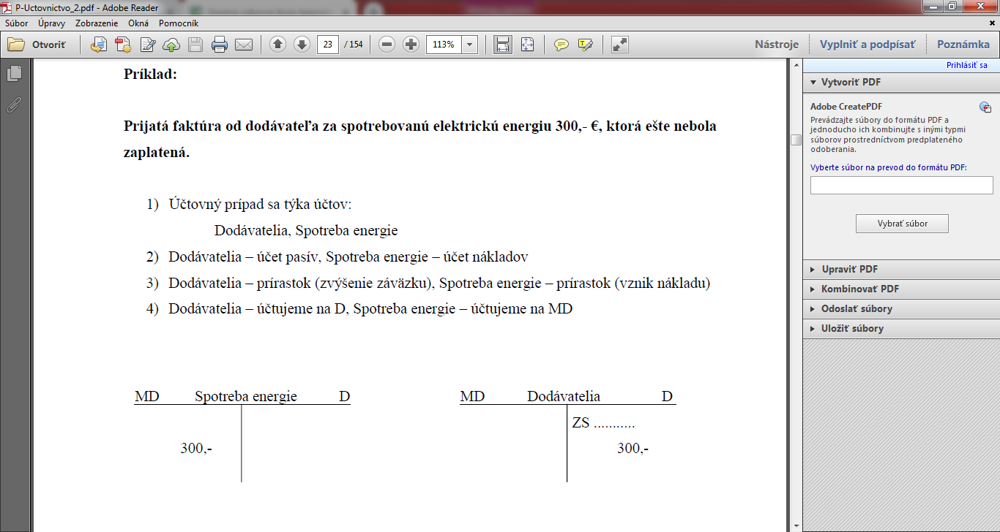 P-Uctovnictvo_2.pdf - Adobe Reader
Súbor Úpravy Zobrazenie Okná Pomocník
Otvoriť 23 / 154 113% Nástroje Vyplniť a podpísať Poznámka
Príklad:
Prijatá faktúra od dodávateľa za spotrebovanú elektrickú energiu 300,- €, ktorá ešte nebola
zaplatená.
1) Účtovný prípad sa týka účtov:
Dodávatelia, Spotreba energie
2) Dodávatelia – účet pasív, Spotreba energie – účet nákladov
3) Dodávatelia – prírastok (zvýšenie záväzku), Spotreba energie – prírastok (vznik nákladu)
4) Dodávatelia – účtujeme na D, Spotreba energie – účtujeme na MD
MD Spotreba energie D
300,-
MD Dodávatelia D
ZS ...........
300,-
Prihlásiť sa
Vytvoriť PDF
Adobe CreatePDF
Prevádzajte súbory do formátu PDF a
jednoducho ich kombinujte s inými typmi
súborov prostredníctvom predplateného
odoberania.
Vyberte súbor na prevod do formátu PDF:
Vybrať súbor
Upraviť PDF
Kombinovať PDF
Odoslať súbory
Uložiť súbory